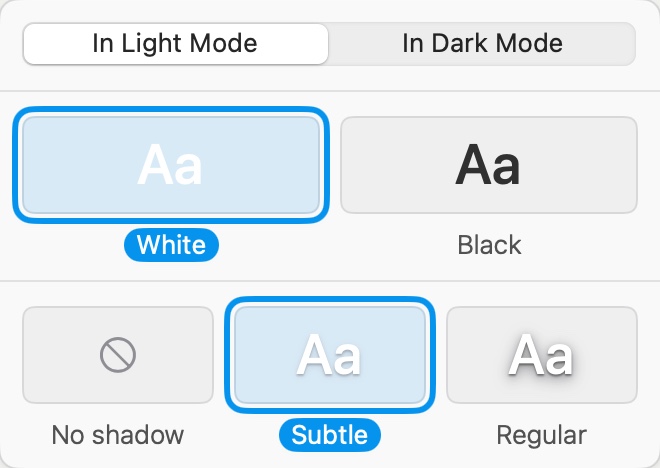 In Light Mode In Dark Mode
Aa Aa
White Black
Aa Aa
No shadow Subtle Regular